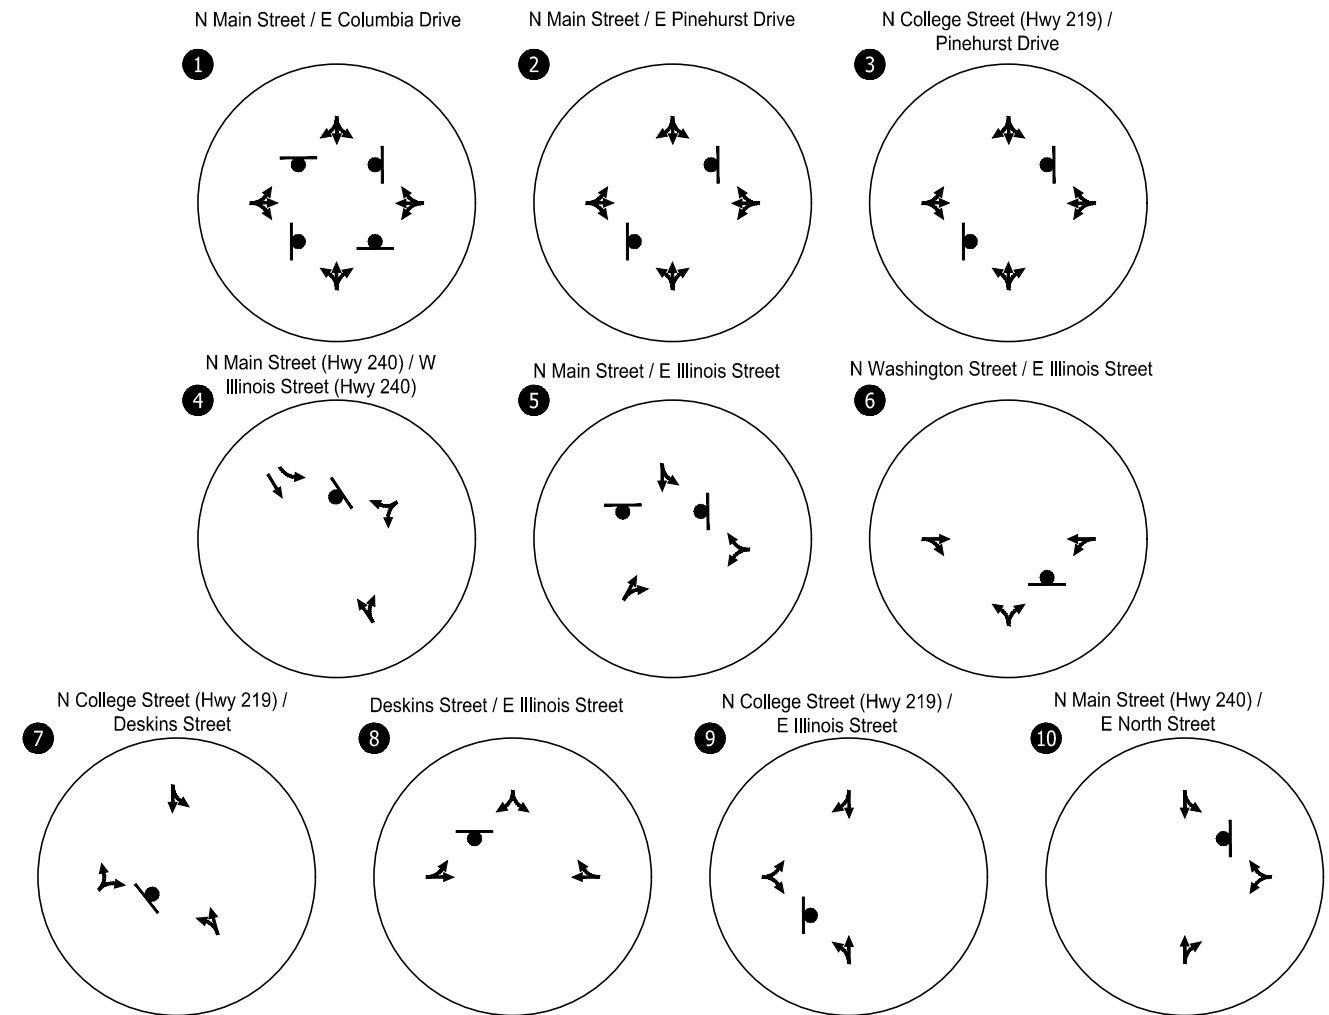 N Main Street / E Columbia Drive
1
N Main Street / E Pinehurst Drive
2
N College Street (Hwy 219) /
Pinehurst Drive
3
N Main Street (Hwy 240) / W
Illinois Street (Hwy 240)
4
N Main Street / E Illinois Street
5
N Washington Street / E Illinois Street
6
N College Street (Hwy 219) /
Deskins Street
7
Deskins Street / E Illinois Street
8
N College Street (Hwy 219) /
E Illinois Street
9
N Main Street (Hwy 240) /
E North Street
10